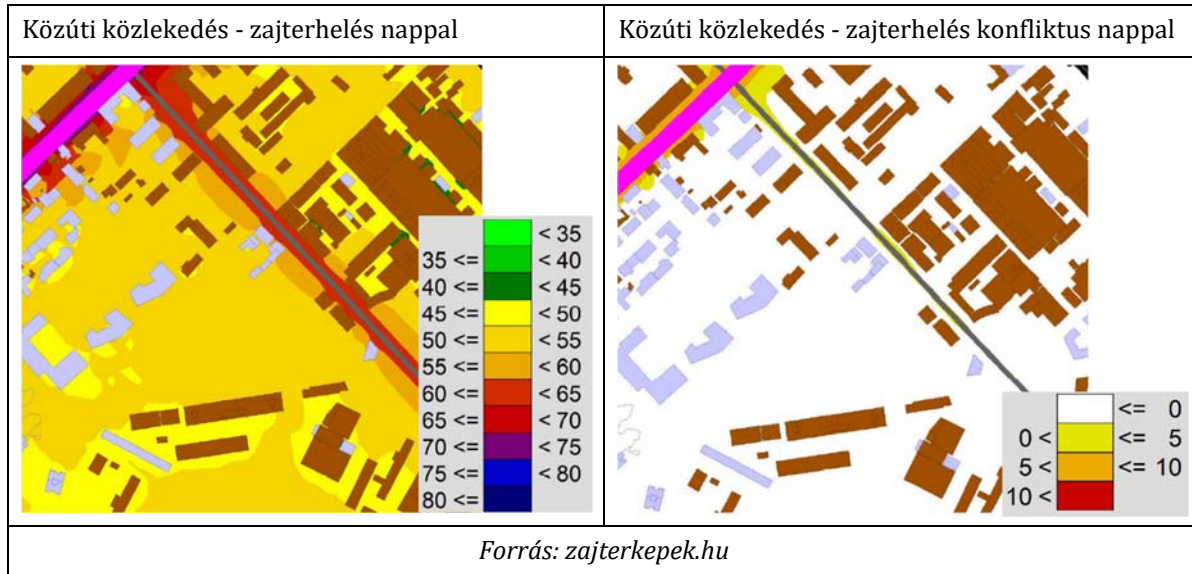 Közúti közlekedés - zajterhelés nappal
Közúti közlekedés - zajterhelés konfliktus nappal
< 35
35 <= < 40
40 <= < 45
45 <= < 50
50 <= < 55
55 <= < 60
60 <= < 65
65 <= < 70
70 <= < 75
75 <= < 80
80 <=
<= 0
0 < <= 5
5 < <= 10
10 <
Forrás: zajterkepek.hu